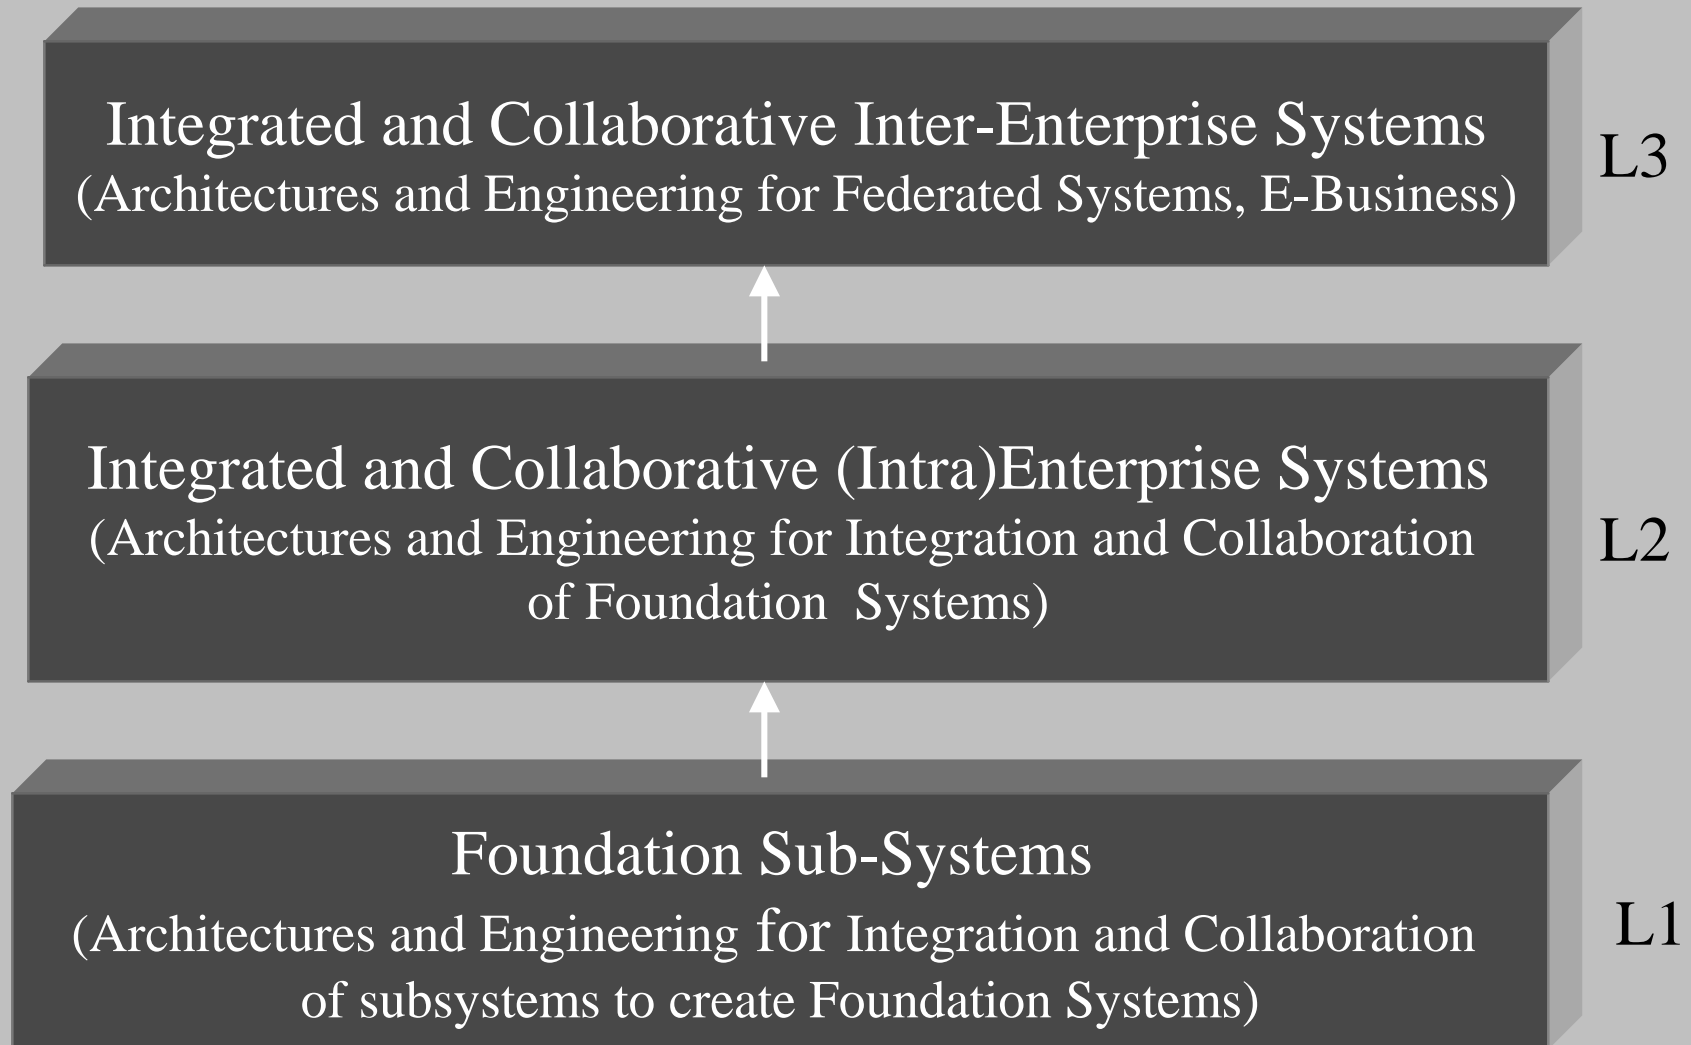 Integrated and Collaborative Inter-Enterprise Systems
(Architectures and Engineering for Federated Systems, E-Business)
L3
Integrated and Collaborative (Intra)Enterprise Systems
(Architectures and Engineering for Integration and Collaboration
of Foundation Systems)
L2
Foundation Sub-Systems
(Architectures and Engineering for Integration and Collaboration
of subsystems to create Foundation Systems)
L1